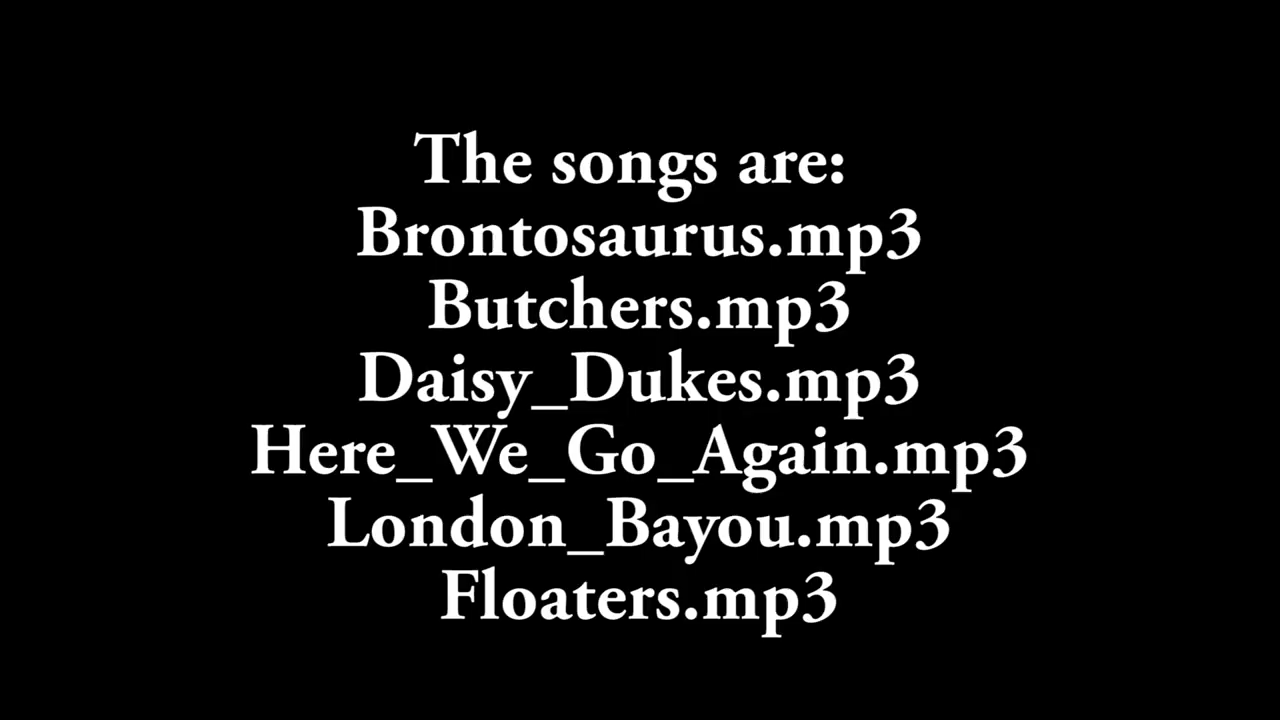 The songs are:
Brontosaurus.mp3
Butchers.mp3
Daisy_Dukes.mp3
Here_We_Go_Again.mp3
London_Bayou.mp3
Floaters.mp3